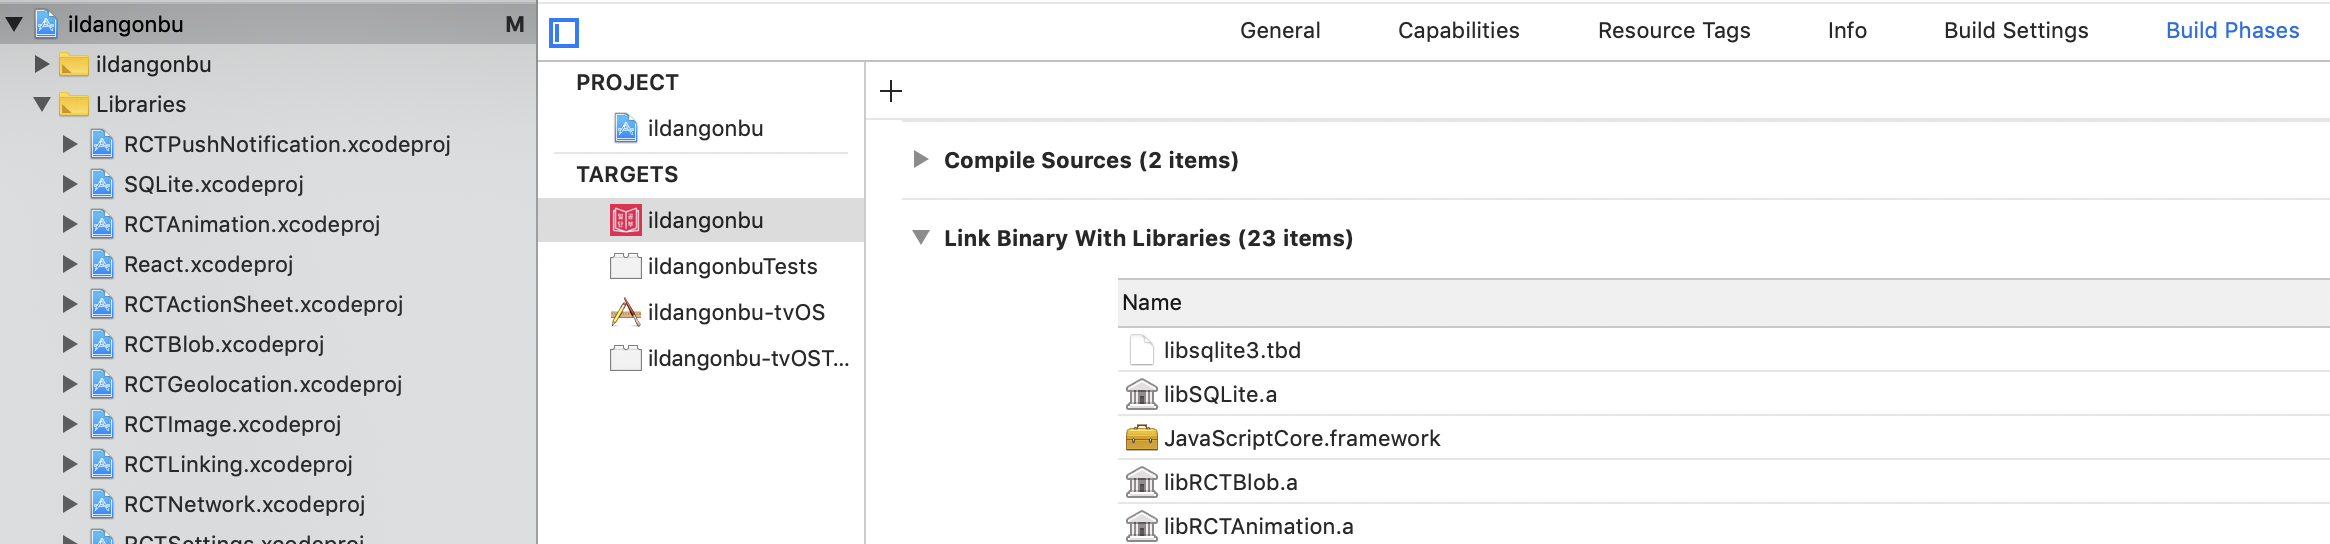 ildangonbu M
ildangonbu
Libraries
RCTPushNotification.xcodeproj
SQLite.xcodeproj
RCTAnimation.xcodeproj
React.xcodeproj
RCTActionSheet.xcodeproj
RCTBlob.xcodeproj
RCTGeolocation.xcodeproj
RCTImage.xcodeproj
RCTLinking.xcodeproj
RCTNetwork.xcodeproj
RCTSettings.xcodeproj
General Capabilities Resource Tags Info Build Settings Build Phases
PROJECT
ildangonbu
TARGETS
ildangonbu
ildangonbuTests
ildangonbu-tvOS
ildangonbu-tvOST...
Compile Sources (2 items)
Link Binary With Libraries (23 items)
Name
libsqlite3.tbd
libSQLite.a
JavaScriptCore.framework
libRCTBlob.a
libRCTAnimation.a